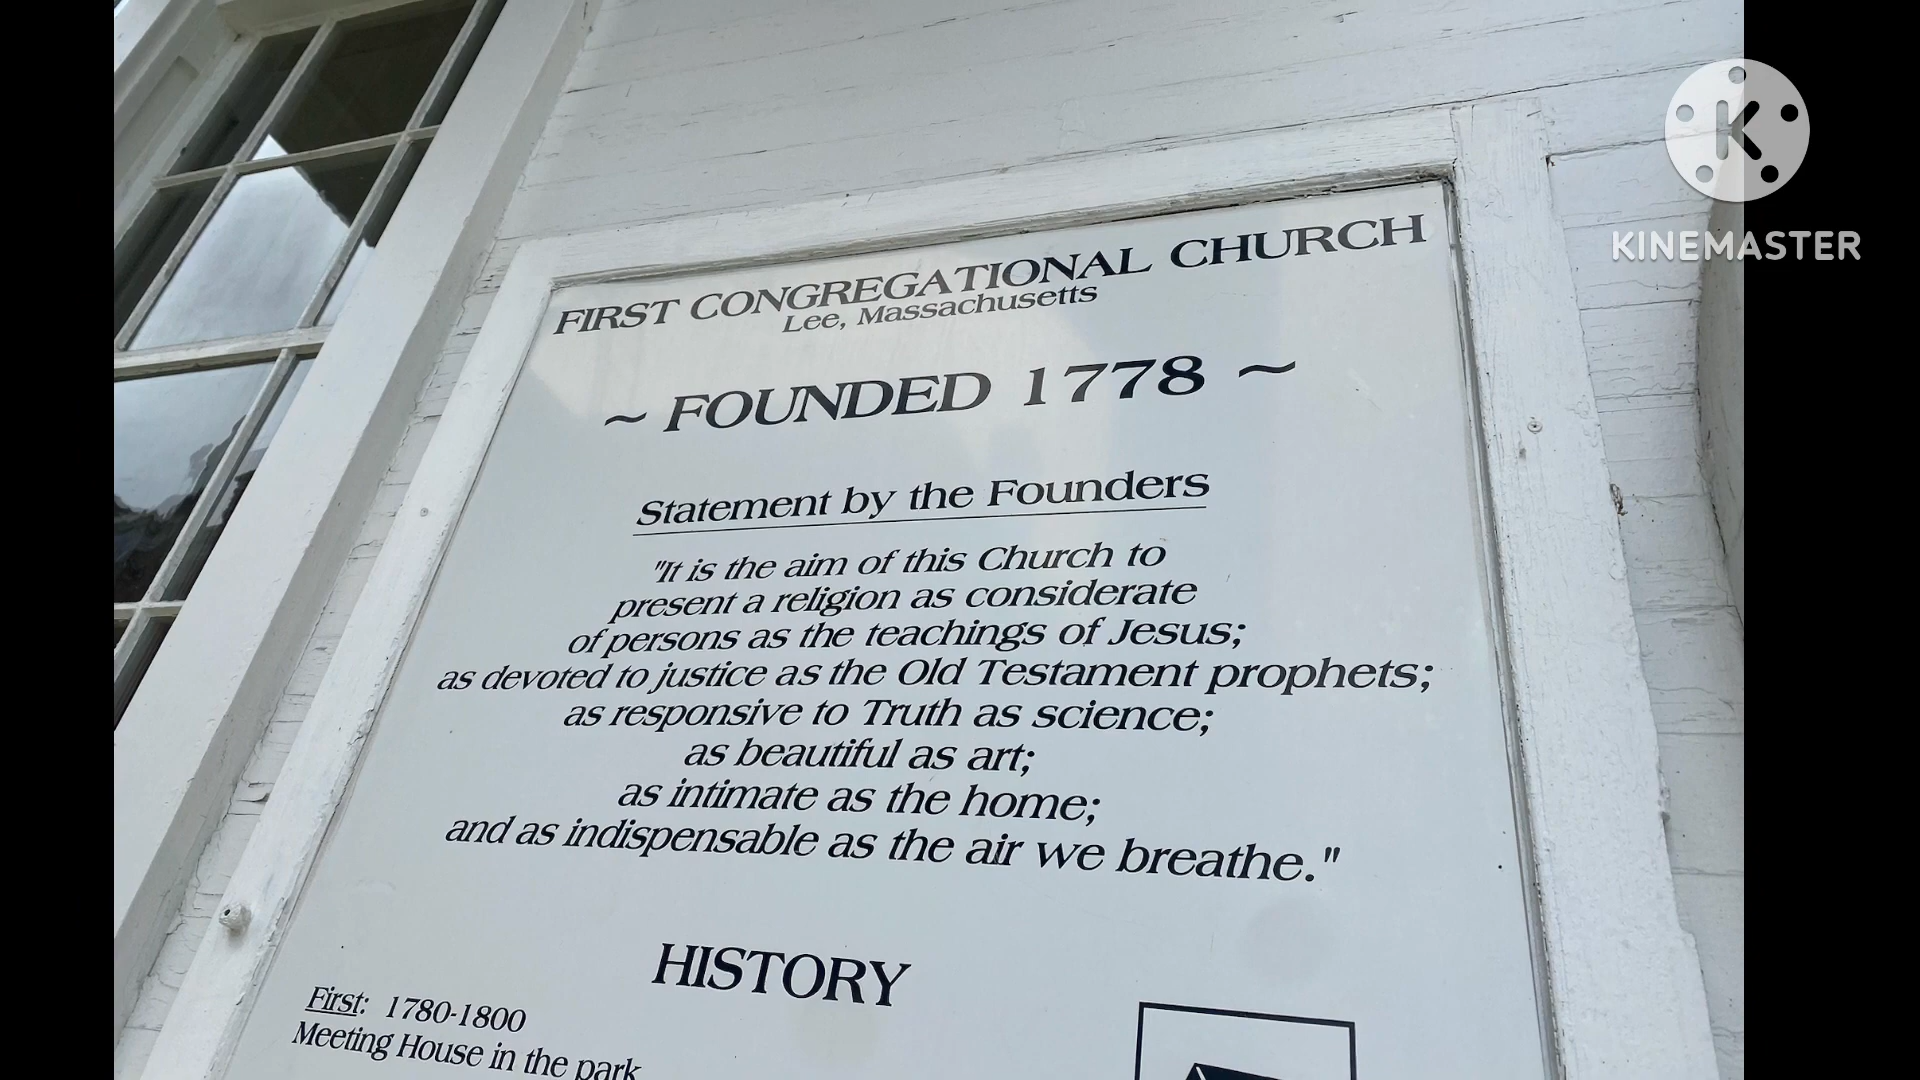 FIRST CONGREGATIONAL CHURCH
Lee, Massachusetts
~ FOUNDED 1778 ~
Statement by the Founders
"It is the aim of this Church to
present a religion as considerate
of persons as the teachings of Jesus;
as devoted to justice as the Old Testament prophets;
as responsive to Truth as science;
as beautiful as art;
as intimate as the home;
and as indispensable as the air we breathe."
HISTORY
First: 1780-1800
Meeting House in the park
K
KINEMASTER